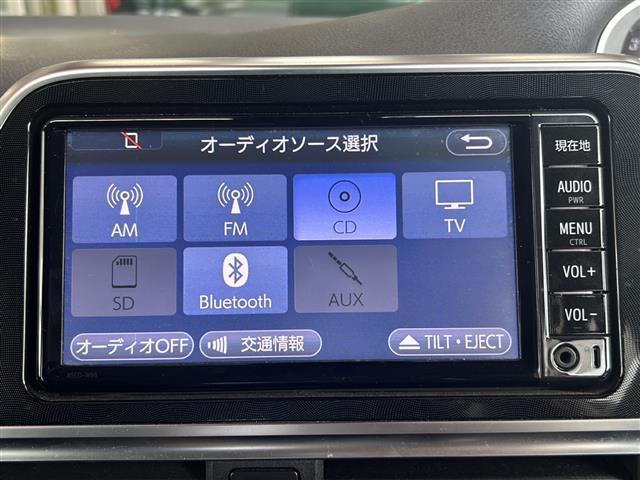 オーディオソース選択
現在地
AM
FM
CD
TV
AUDIO
PWR
MENU
CTRL
SD
Bluetooth
AUX
VOL+
VOL-
オーディオOFF
交通情報
TILT・EJECT